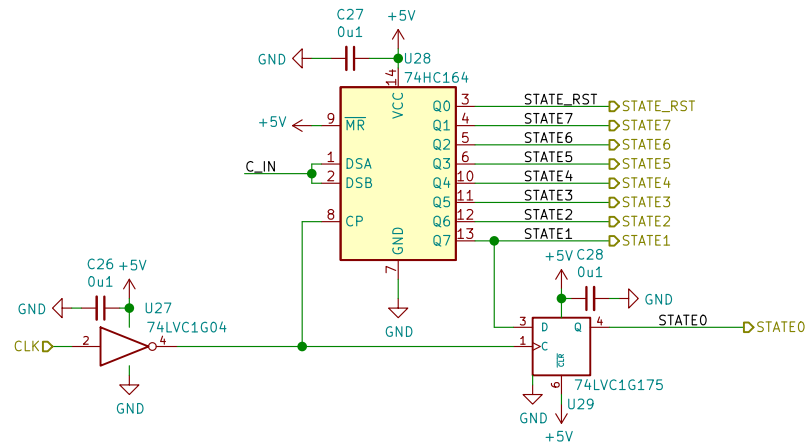 C27
0u1
+5V
GND
U28
74HC164
14
VCC
+5V
9
MR
1
DSA
2
DSB
C_IN
8
CP
GND
7
GND
Q0
3
STATE_RST
STATE_RST
Q1
4
STATE7
STATE7
Q2
5
STATE6
STATE6
Q3
6
STATE5
STATE5
Q4
10
STATE4
STATE4
Q5
11
STATE3
STATE3
Q6
12
STATE2
STATE2
Q7
13
STATE1
STATE1
C26
0u1
+5V
GND
U27
74LVC1G04
CLK
2
4
GND
+5V
C28
0u1
GND
3
D
Q
4
STATE0
STATE0
1
C
CLR
6
74LVC1G175
U29
GND
+5V